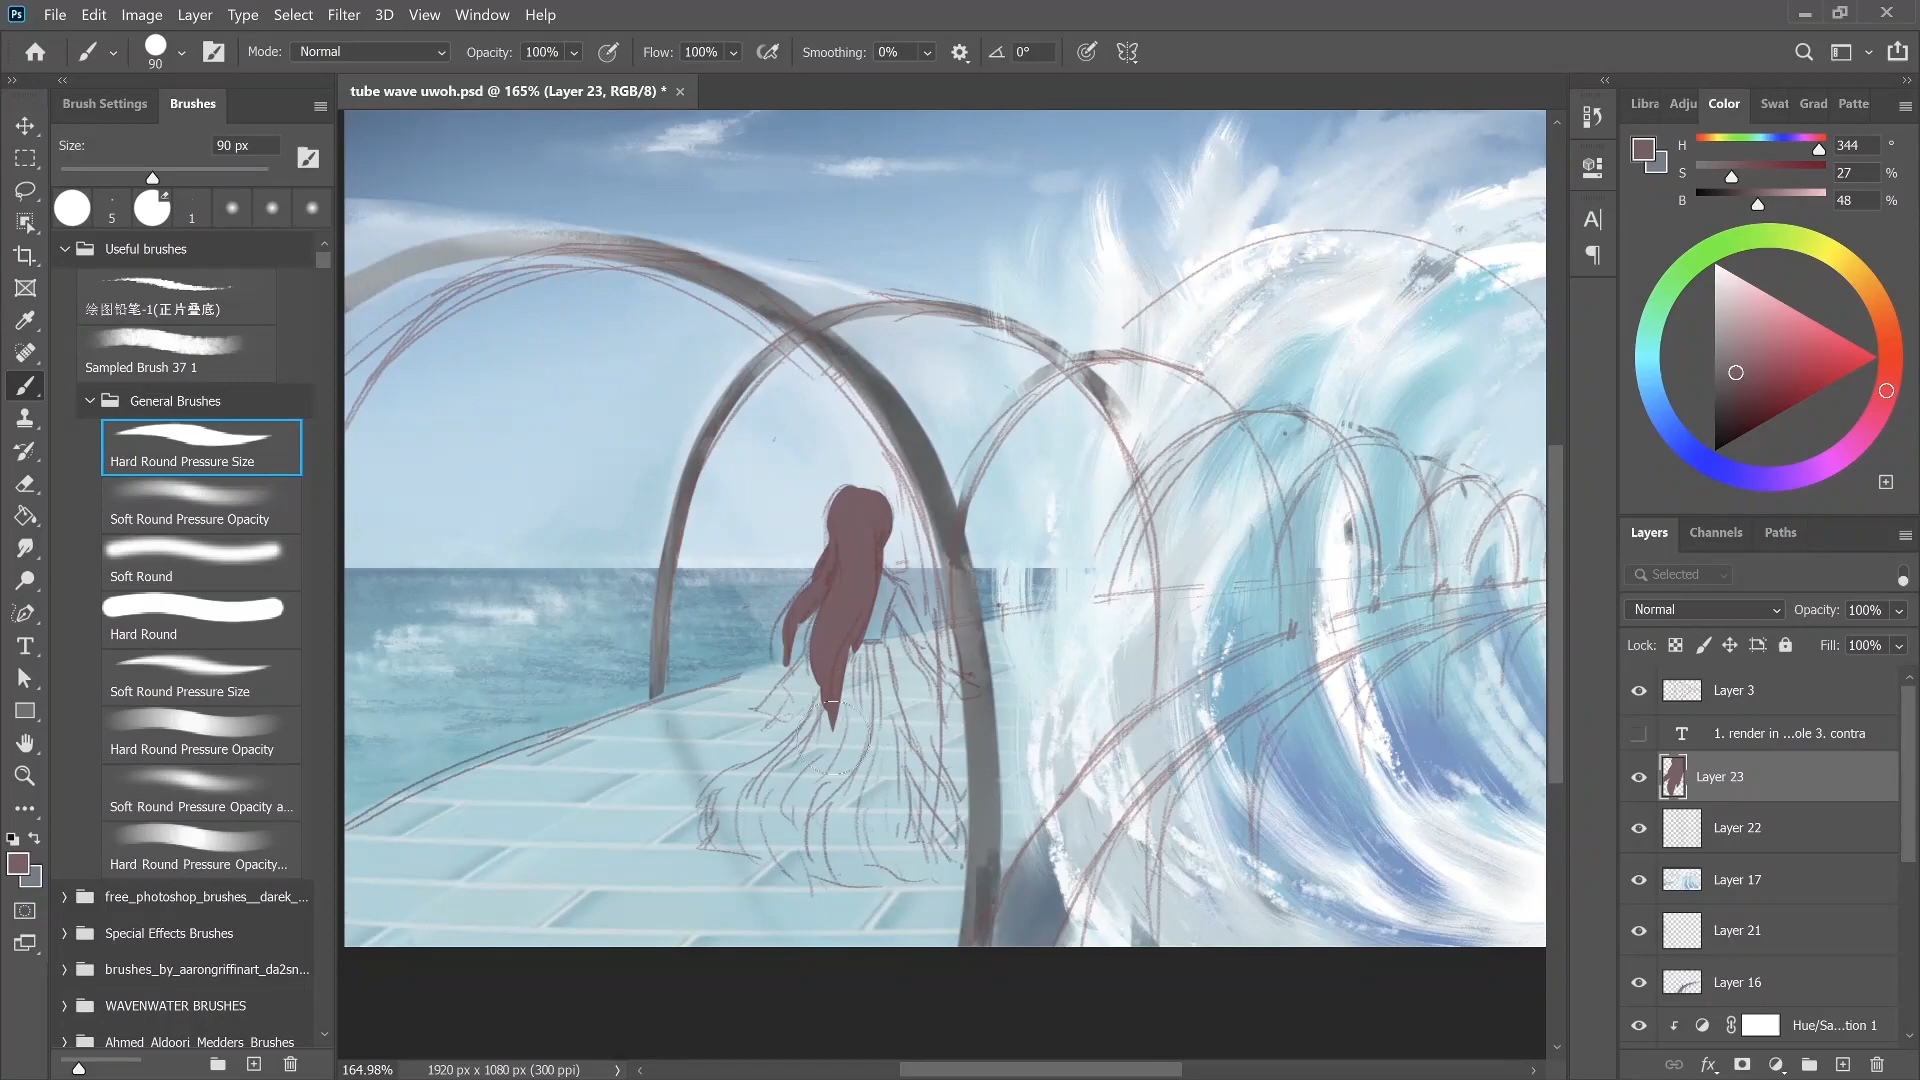 Ps File Edit Image Layer Type Select Filter 3D View Window Help
90 Mode: Normal Opacity: 100% Flow: 100% Smoothing: 0% 0°
Brush Settings Brushes
Size: 90 px
5 1
Useful brushes
绘图铅笔-1(正片叠底)
Sampled Brush 37 1
General Brushes
Hard Round Pressure Size
Soft Round Pressure Opacity
Soft Round
Hard Round
Soft Round Pressure Size
Hard Round Pressure Opacity
Soft Round Pressure Opacity a...
Hard Round Pressure Opacity...
free_photoshop_brushes__darek_...
Special Effects Brushes
brushes_by_aarongriffinart_da2sn...
WAVENWATER BRUSHES
Ahmed_Aldoori_Medders_Brushes
tube wave uwoh.psd @ 165% (Layer 23, RGB/8) *
164.98% 1920 px x 1080 px (300 ppi)
Libra Adju Color Swat Grad Patte
H 344 °
S 27 %
B 48 %
Layers Channels Paths
Selected
Normal Opacity: 100%
Lock: Fill: 100%
Layer 3
T 1. render in ...ole 3. contra
Layer 23
Layer 22
Layer 17
Layer 21
Layer 16
Hue/Sa...tion 1
fx